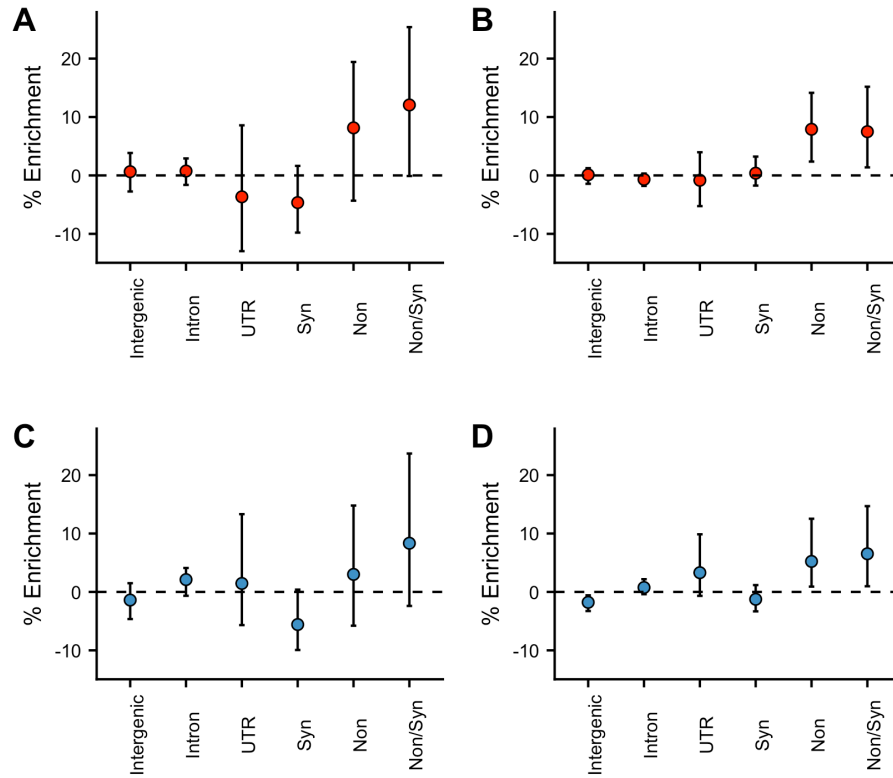 A
% Enrichment
20
10
0
-10
Intergenic
Intron
UTR
Syn
Non
Non/Syn
B
% Enrichment
20
10
0
-10
Intergenic
Intron
UTR
Syn
Non
Non/Syn
C
% Enrichment
20
10
0
-10
Intergenic
Intron
UTR
Syn
Non
Non/Syn
D
% Enrichment
20
10
0
-10
Intergenic
Intron
UTR
Syn
Non
Non/Syn